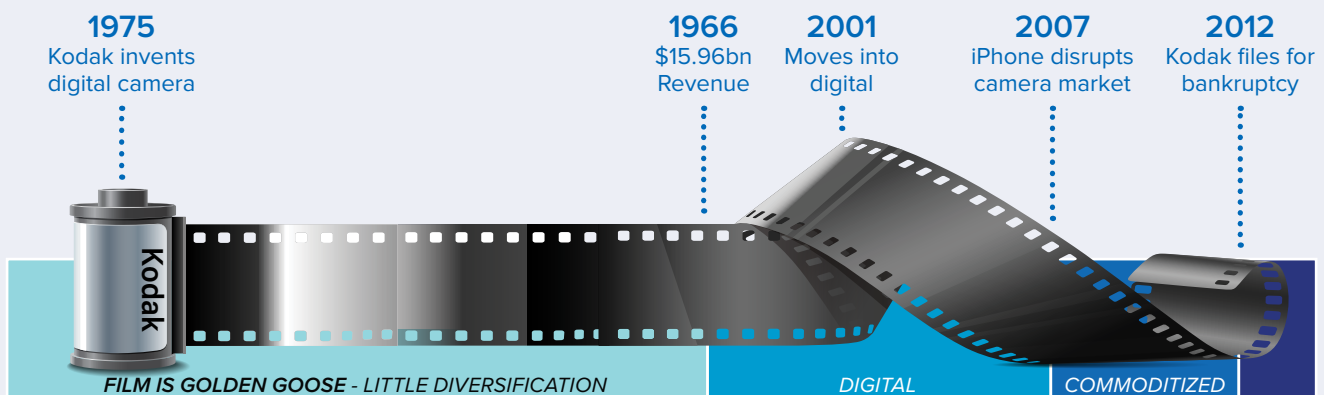 1975
Kodak invents
digital camera
1966
$15.96bn
Revenue
2001
Moves into
digital
2007
iPhone disrupts
camera market
2012
Kodak files for
bankruptcy
Kodak
FILM IS GOLDEN GOOSE - LITTLE DIVERSIFICATION
DIGITAL
COMMODITIZED